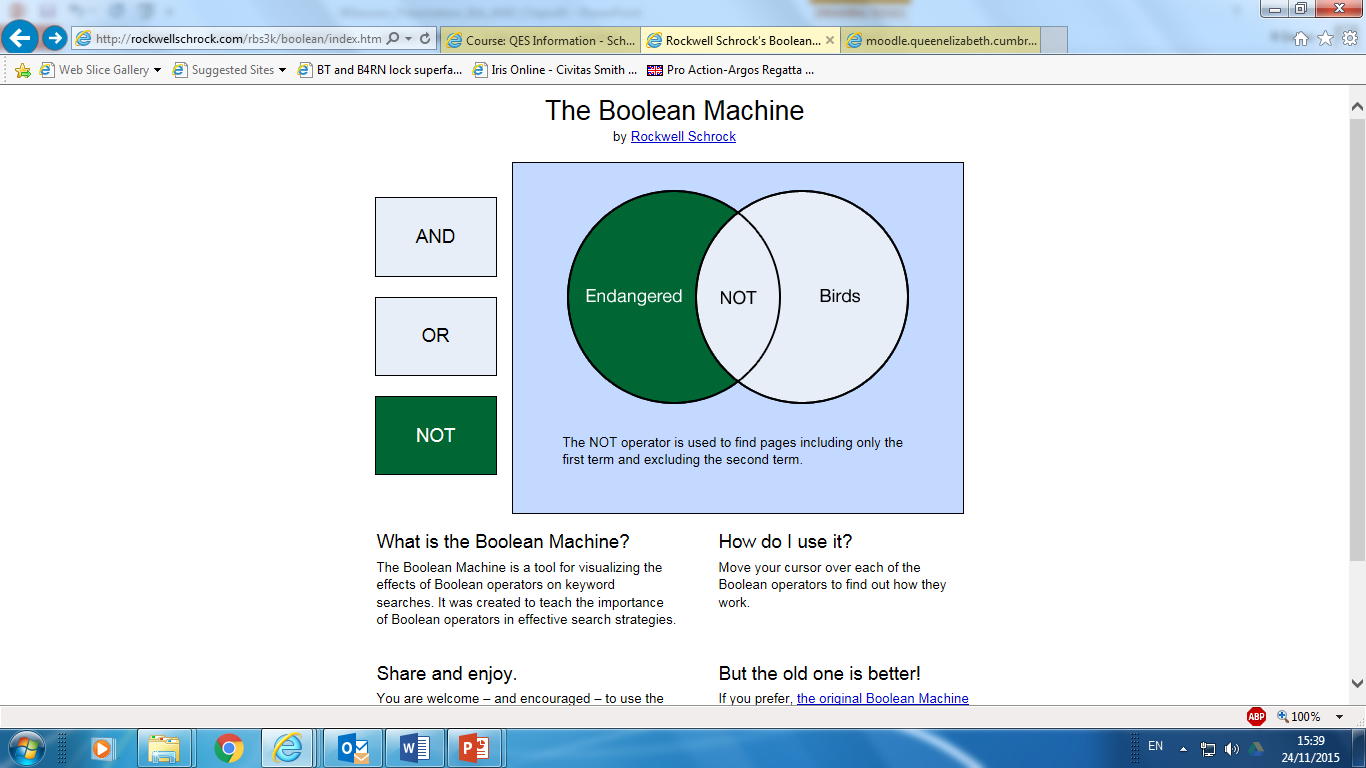 http://rockwellschrock.com/rbs3k/boolean/index.htm
Course: QES Information - Sch...
Rockwell Schrock's Boolean...
moodle.queenelizabeth.cumbr...
Web Slice Gallery
Suggested Sites
BT and B4RN lock superfa...
Iris Online - Civitas Smith ...
Pro Action-Argos Regatta ...
The Boolean Machine
by Rockwell Schrock
AND
OR
NOT
Endangered
NOT
Birds
The NOT operator is used to find pages including only the
first term and excluding the second term.
What is the Boolean Machine?
The Boolean Machine is a tool for visualizing the
effects of Boolean operators on keyword
searches. It was created to teach the importance
of Boolean operators in effective search strategies.
How do I use it?
Move your cursor over each of the
Boolean operators to find out how they
work.
Share and enjoy.
You are welcome – and encouraged – to use the
But the old one is better!
If you prefer, the original Boolean Machine
ABP
100%
EN
15:39
24/11/2015